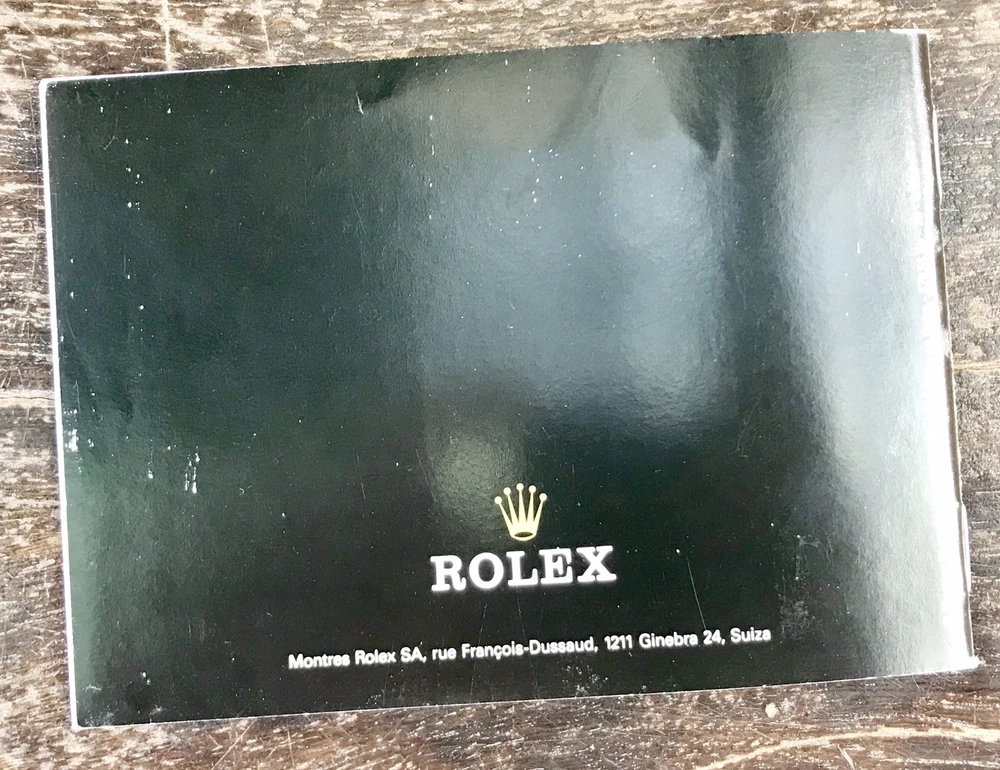 ROLEX
Montres Rolex SA, rue François-Dussaud, 1211 Ginebra 24, Suiza